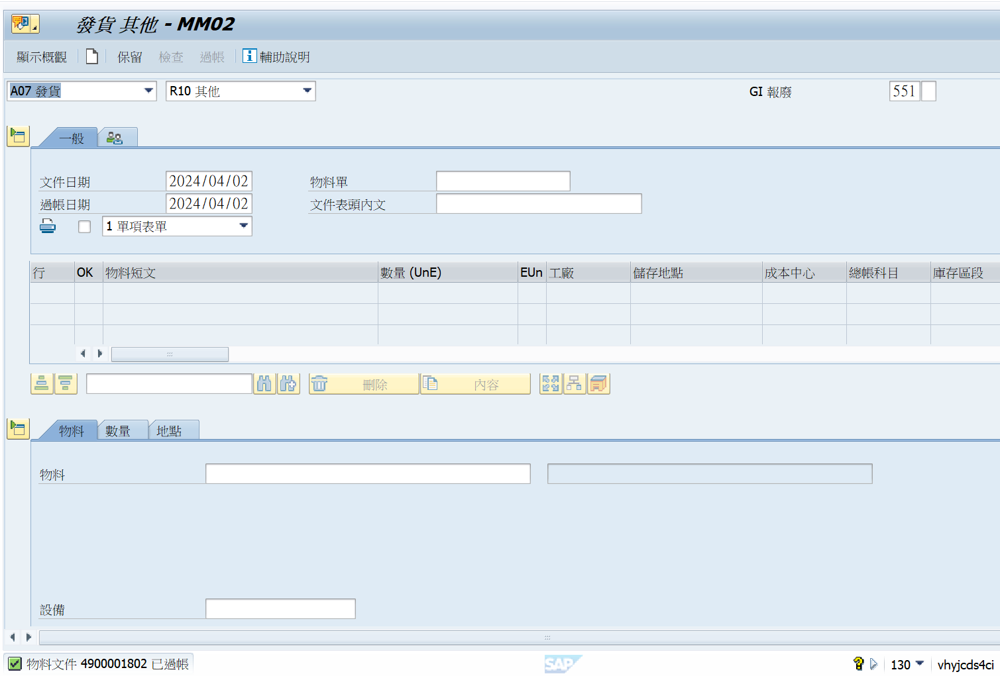 發貨 其他 - MM02
顯示概觀 保留 檢查 過帳 輔助說明
A07 發貨 R10 其他 GI 報廢 551
一般
文件日期 2024/04/02 物料單
過帳日期 2024/04/02 文件表頭內文
1 單項表單
行 OK 物料短文 數量 (UnE) EUn 工廠 儲存地點 成本中心 總帳科目 庫存區段
刪除 內容
物料 數量 地點
物料
設備
物料文件 4900001802 已過帳 SAP 130 vhyjcds4ci